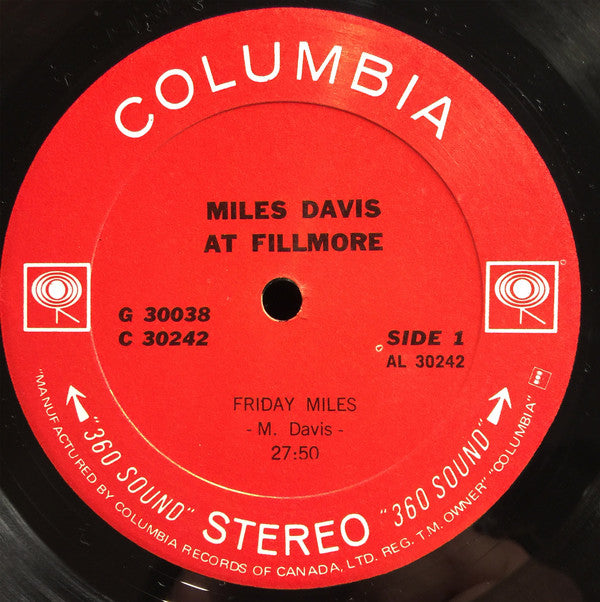 COLUMBIA
MILES DAVIS
AT FILLMORE
G 30038
C 30242
SIDE 1
AL 30242
FRIDAY MILES
- M. Davis -
27:50
"360 SOUND" STEREO "360 SOUND"
"MANUFACTURED BY COLUMBIA RECORDS OF CANADA, LTD. REG. T.M. OWNER" "COLUMBIA"